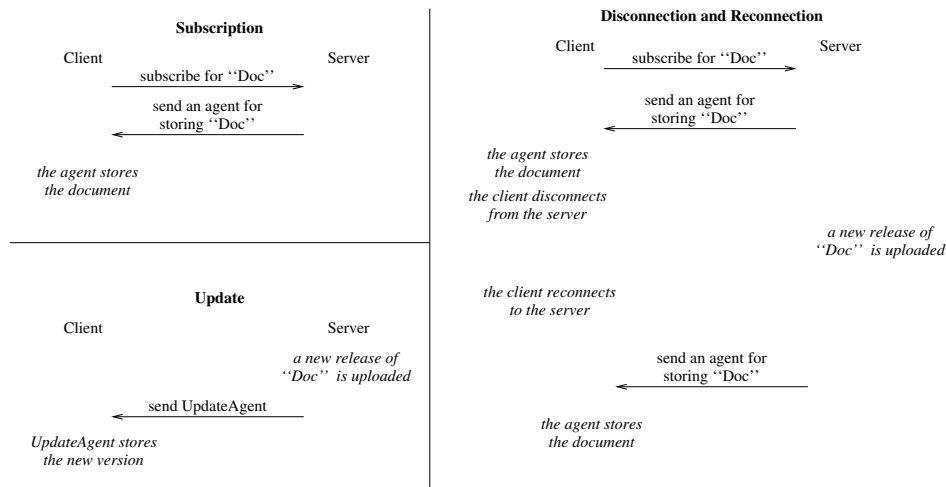 Subscription
Client
Server
subscribe for ‘‘Doc’’
send an agent for
storing ‘‘Doc’’
the agent stores
the document
Update
Client
Server
a new release of
‘‘Doc’’ is uploaded
send UpdateAgent
UpdateAgent stores
the new version
Disconnection and Reconnection
Client
Server
subscribe for ‘‘Doc’’
send an agent for
storing ‘‘Doc’’
the agent stores
the document
the client disconnects
from the server
a new release of
‘‘Doc’’ is uploaded
the client reconnects
to the server
send an agent for
storing ‘‘Doc’’
the agent stores
the document